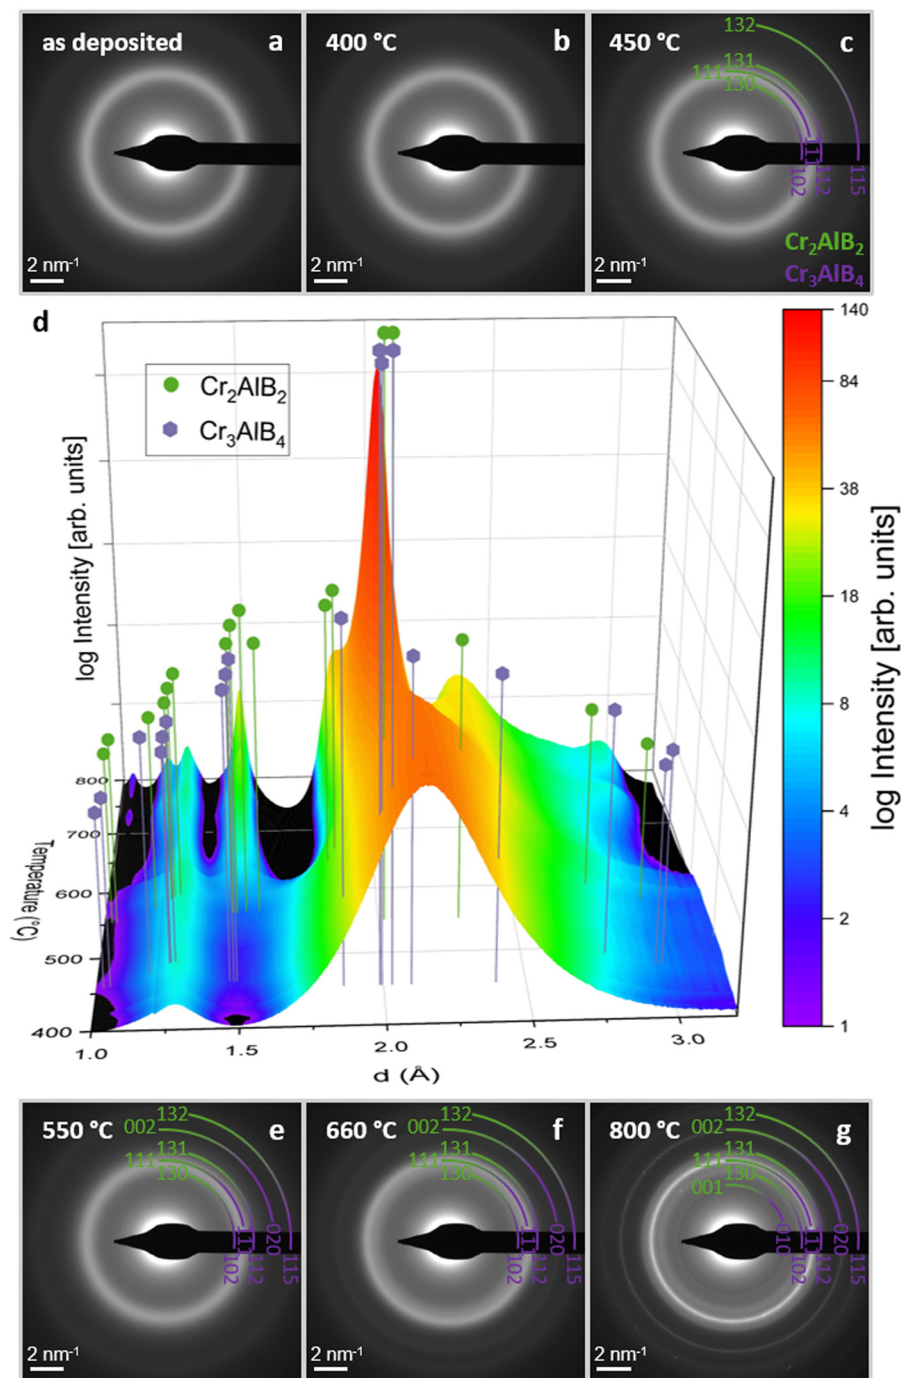 as deposited a
2 nm⁻¹
400 °C b
2 nm⁻¹
450 °C c
132
131
111
130
102
111
112
115
Cr₂AlB₂
Cr₃AlB₄
2 nm⁻¹
d
Cr₂AlB₂
Cr₃AlB₄
log Intensity [arb. units]
800
700
600
500
400
Temperature (°C)
1.0 1.5 2.0 2.5 3.0
d (Å)
140
84
38
18
8
4
2
1
log Intensity [arb. units]
550 °C e
132
002
131
111
130
102
111
112
020
115
2 nm⁻¹
660 °C f
132
002
131
111
130
102
111
112
020
115
2 nm⁻¹
800 °C g
132
002
131
111
130
001
010
102
111
112
020
115
2 nm⁻¹